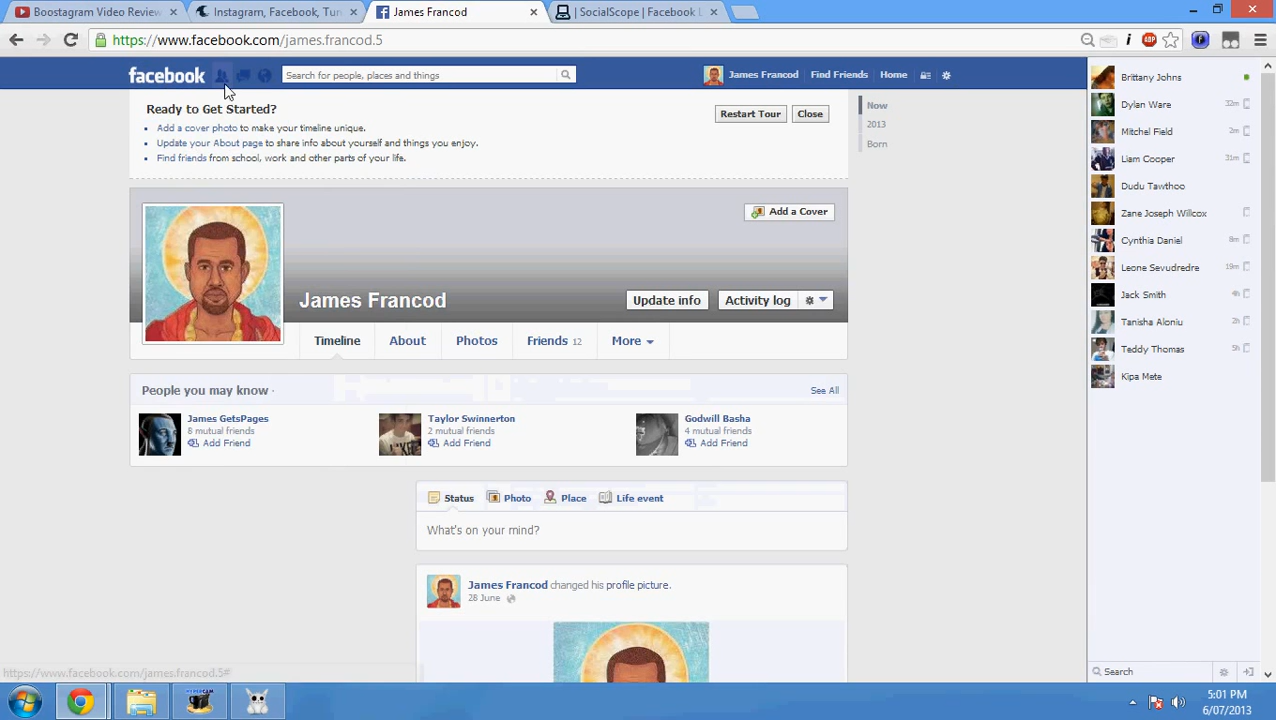 Boostagram Video Review
Instagram, Facebook, Tur
James Francod
| SocialScope | Facebook L
https://www.facebook.com/james.francod.5
facebook
Search for people, places and things
James Francod
Find Friends
Home
Ready to Get Started?
Add a cover photo to make your timeline unique.
Update your About page to share info about yourself and things you enjoy.
Find friends from school, work and other parts of your life.
Restart Tour
Close
Now
2013
Born
Add a Cover
James Francod
Update info
Activity log
Timeline
About
Photos
Friends 12
More
People you may know ·
See All
James GetsPages
8 mutual friends
Add Friend
Taylor Swinnerton
2 mutual friends
Add Friend
Godwill Basha
4 mutual friends
Add Friend
Status
Photo
Place
Life event
What's on your mind?
James Francod changed his profile picture.
28 June
Brittany Johns
Dylan Ware 32m
Mitchel Field 2m
Liam Cooper 31m
Dudu Tawthoo
Zane Joseph Willcox
Cynthia Daniel 8m
Leone Sevudredre 19m
Jack Smith 4h
Tanisha Aloniu 2h
Teddy Thomas 5h
Kipa Mete
Search
https://www.facebook.com/james.francod.5#
5:01 PM
6/07/2013